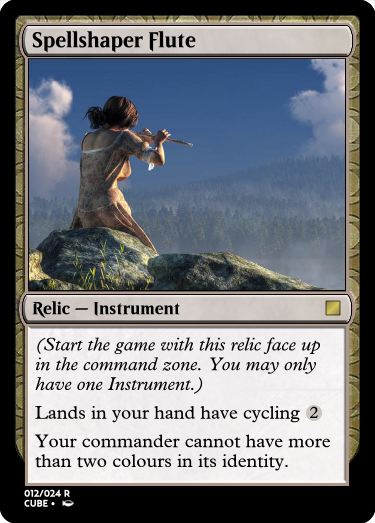 Spellshaper Flute
Relic — Instrument
(Start the game with this relic face up
in the command zone. You may only
have one Instrument.)
Lands in your hand have cycling 2
Your commander cannot have more
than two colours in its identity.
012/024 R
CUBE •